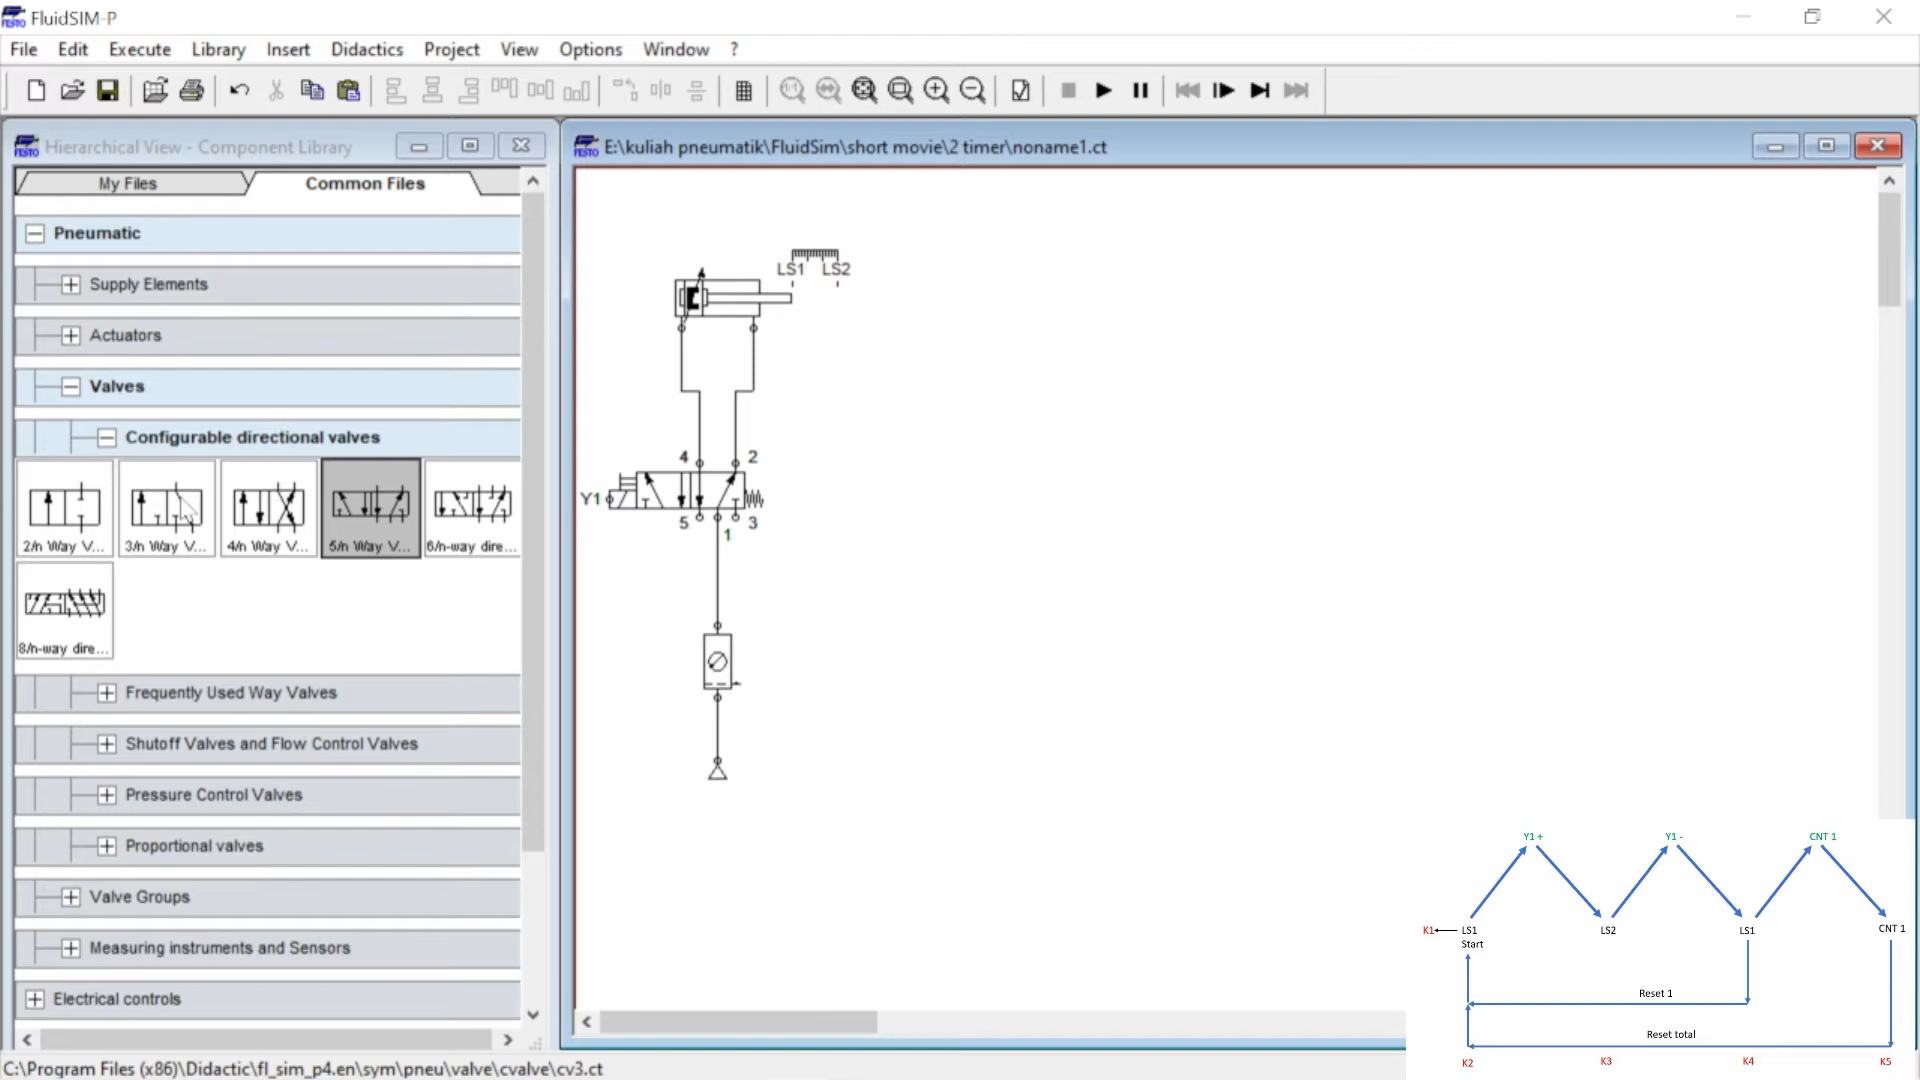 FluidSIM-P
File Edit Execute Library Insert Didactics Project View Options Window ?
Hierarchical View - Component Library
My Files Common Files
Pneumatic
Supply Elements
Actuators
Valves
Configurable directional valves
2/n Way V... 3/n Way V... 4/n Way V... 5/n Way V... 6/n-way dire...
8/n-way dire...
Frequently Used Way Valves
Shutoff Valves and Flow Control Valves
Pressure Control Valves
Proportional valves
Valve Groups
Measuring instruments and Sensors
Electrical controls
C:\Program Files (x86)\Didactic\fl_sim_p4.en\sym\pneu\valve\cvalve\cv3.ct
E:\kuliah pneumatik\FluidSim\short movie\2 timer\noname1.ct
LS1 LS2
4 2
Y1
5 3
1
Y1 + Y1 - CNT 1
K1 LS1 LS2 LS1 CNT 1
Start
Reset 1
Reset total
K2 K3 K4 K5